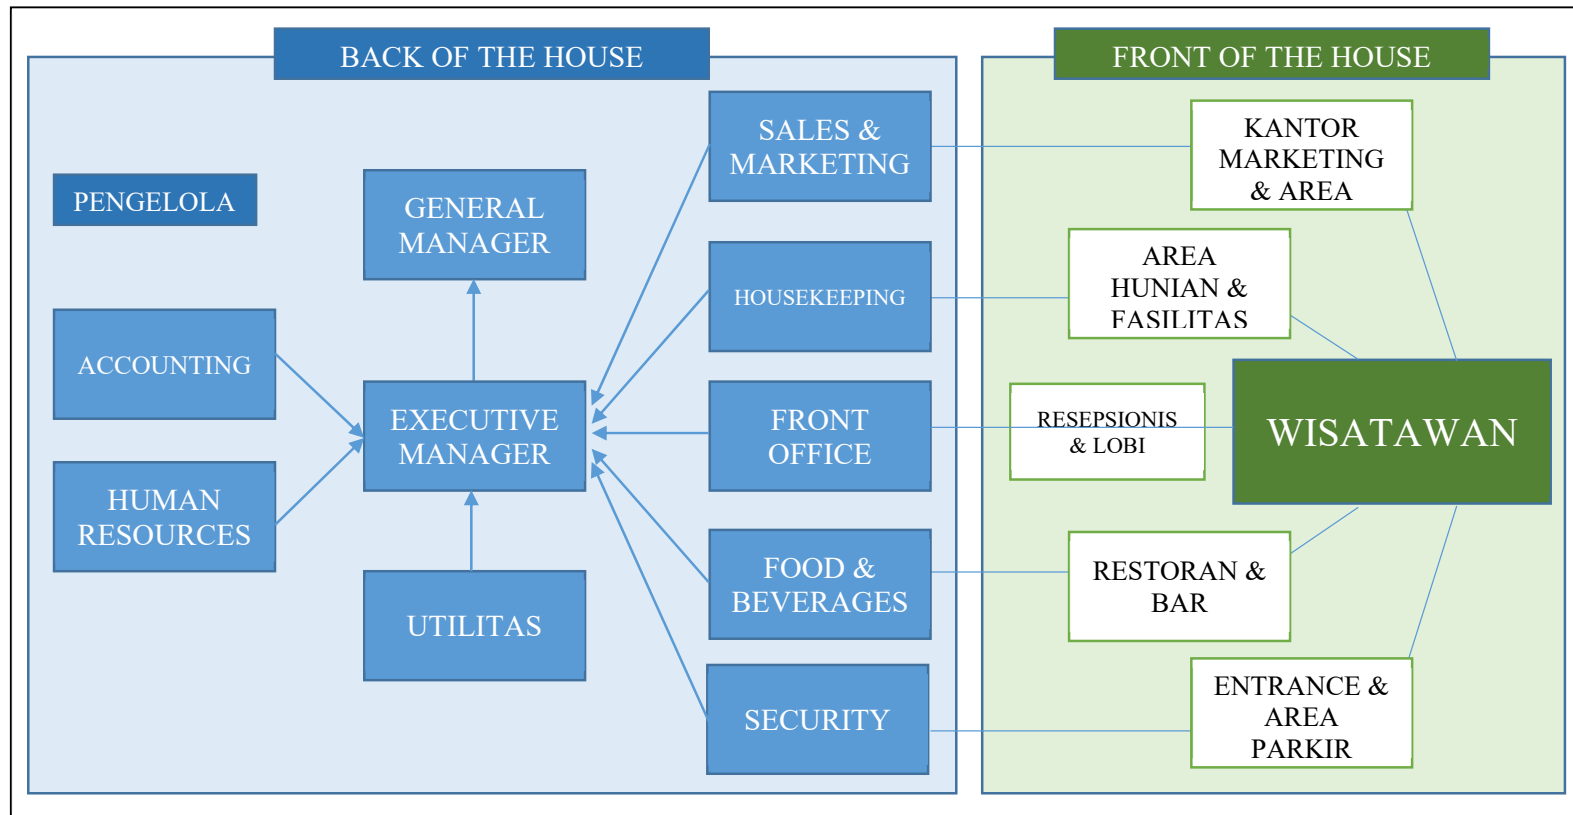 BACK OF THE HOUSE
FRONT OF THE HOUSE
PENGELOLA
GENERAL
MANAGER
ACCOUNTING
EXECUTIVE
MANAGER
HUMAN
RESOURCES
UTILITAS
SALES &
MARKETING
HOUSEKEEPING
FRONT
OFFICE
FOOD &
BEVERAGES
SECURITY
KANTOR
MARKETING
& AREA
AREA
HUNIAN &
FASILITAS
RESEPSIONIS
& LOBI
WISATAWAN
RESTORAN &
BAR
ENTRANCE &
AREA
PARKIR